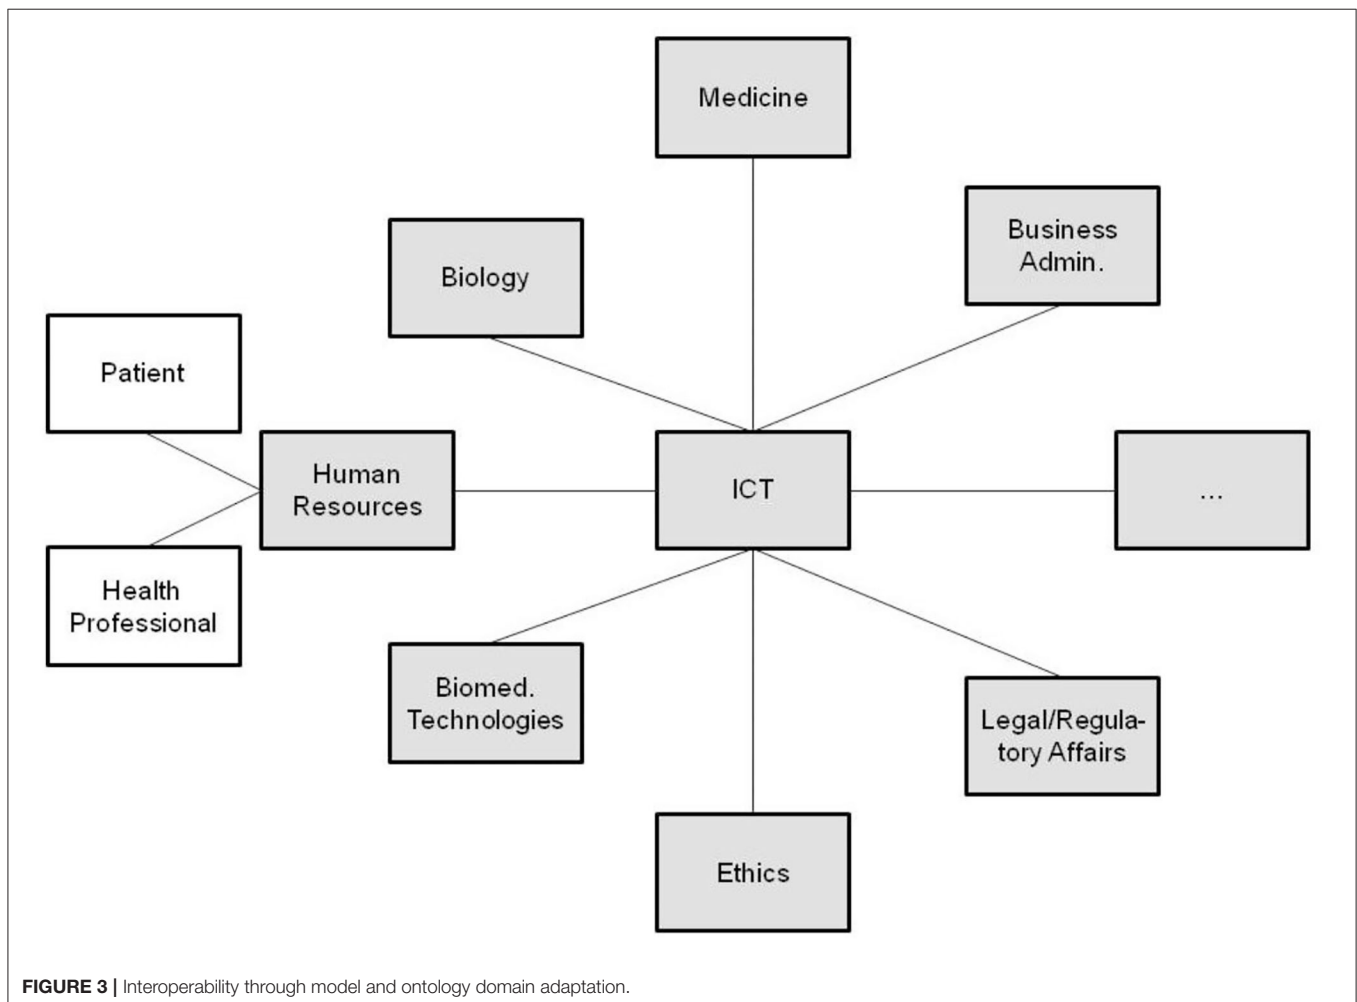 Medicine
Business
Admin.
Biology
Patient
Human
Resources
ICT
...
Health
Professional
Biomed.
Technologies
Legal/Regula-
tory Affairs
Ethics
FIGURE 3 | Interoperability through model and ontology domain adaptation.